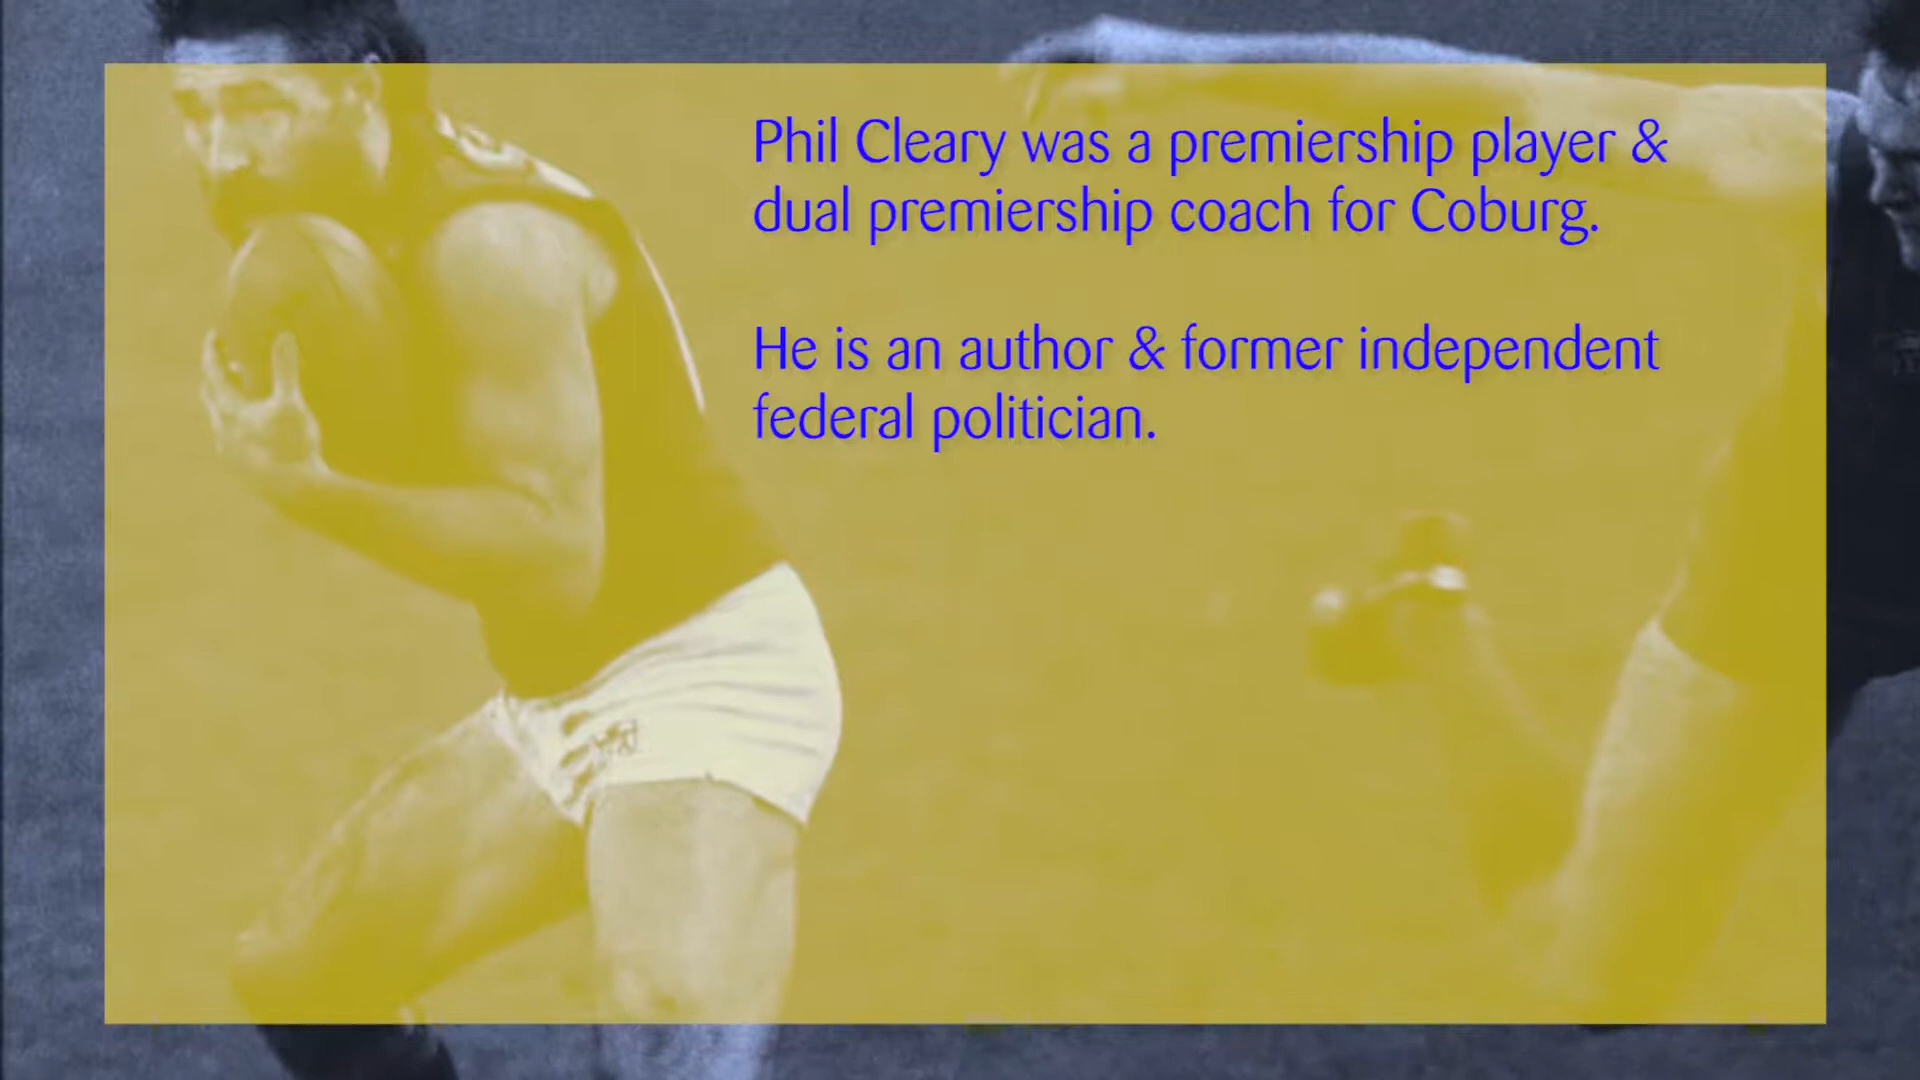 Phil Cleary was a premiership player &
dual premiership coach for Coburg.
He is an author & former independent
federal politician.